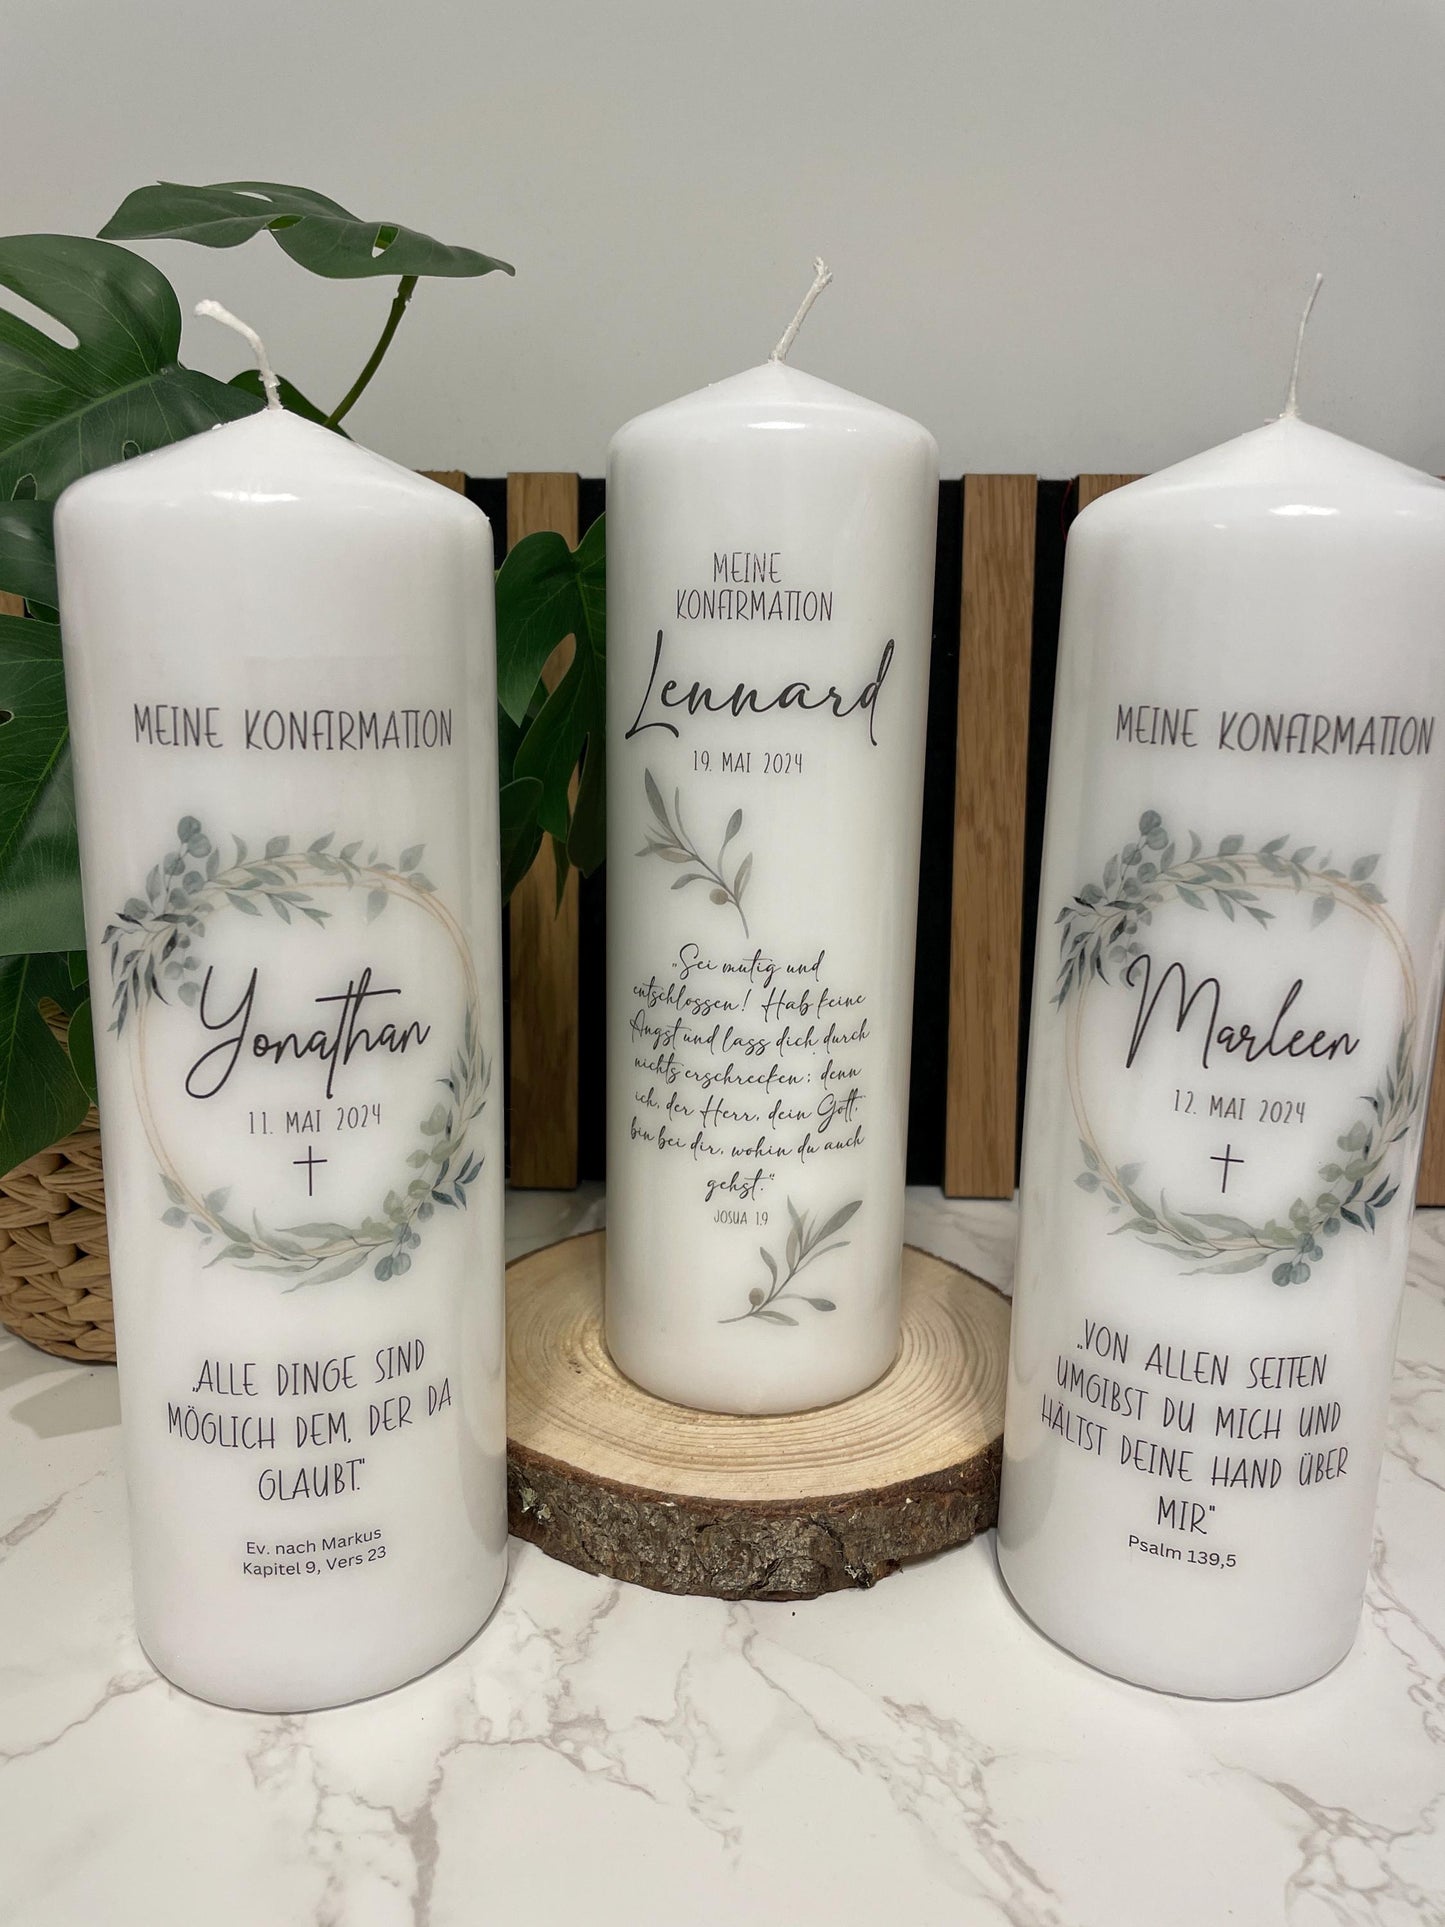 MEINE KONFIRMATION
Yonathan
11. MAI 2024
„ALLE DINGE SIND
MÖGLICH DEM, DER DA
GLAUBT."
Ev. nach Markus
Kapitel 9, Vers 23
MEINE
KONFIRMATION
Lennard
19. MAI 2024
„Sei mutig und
entschlossen! Hab keine
Angst und lass dich durch
nichts erschrecken; denn
ich, der Herr, dein Gott,
bin bei dir, wohin du auch
gehst."
JOSUA 1,9
MEINE KONFIRMATION
Marleen
12. MAI 2024
„VON ALLEN SEITEN
UMGIBST DU MICH UND
HÄLTST DEINE HAND ÜBER
MIR"
Psalm 139,5